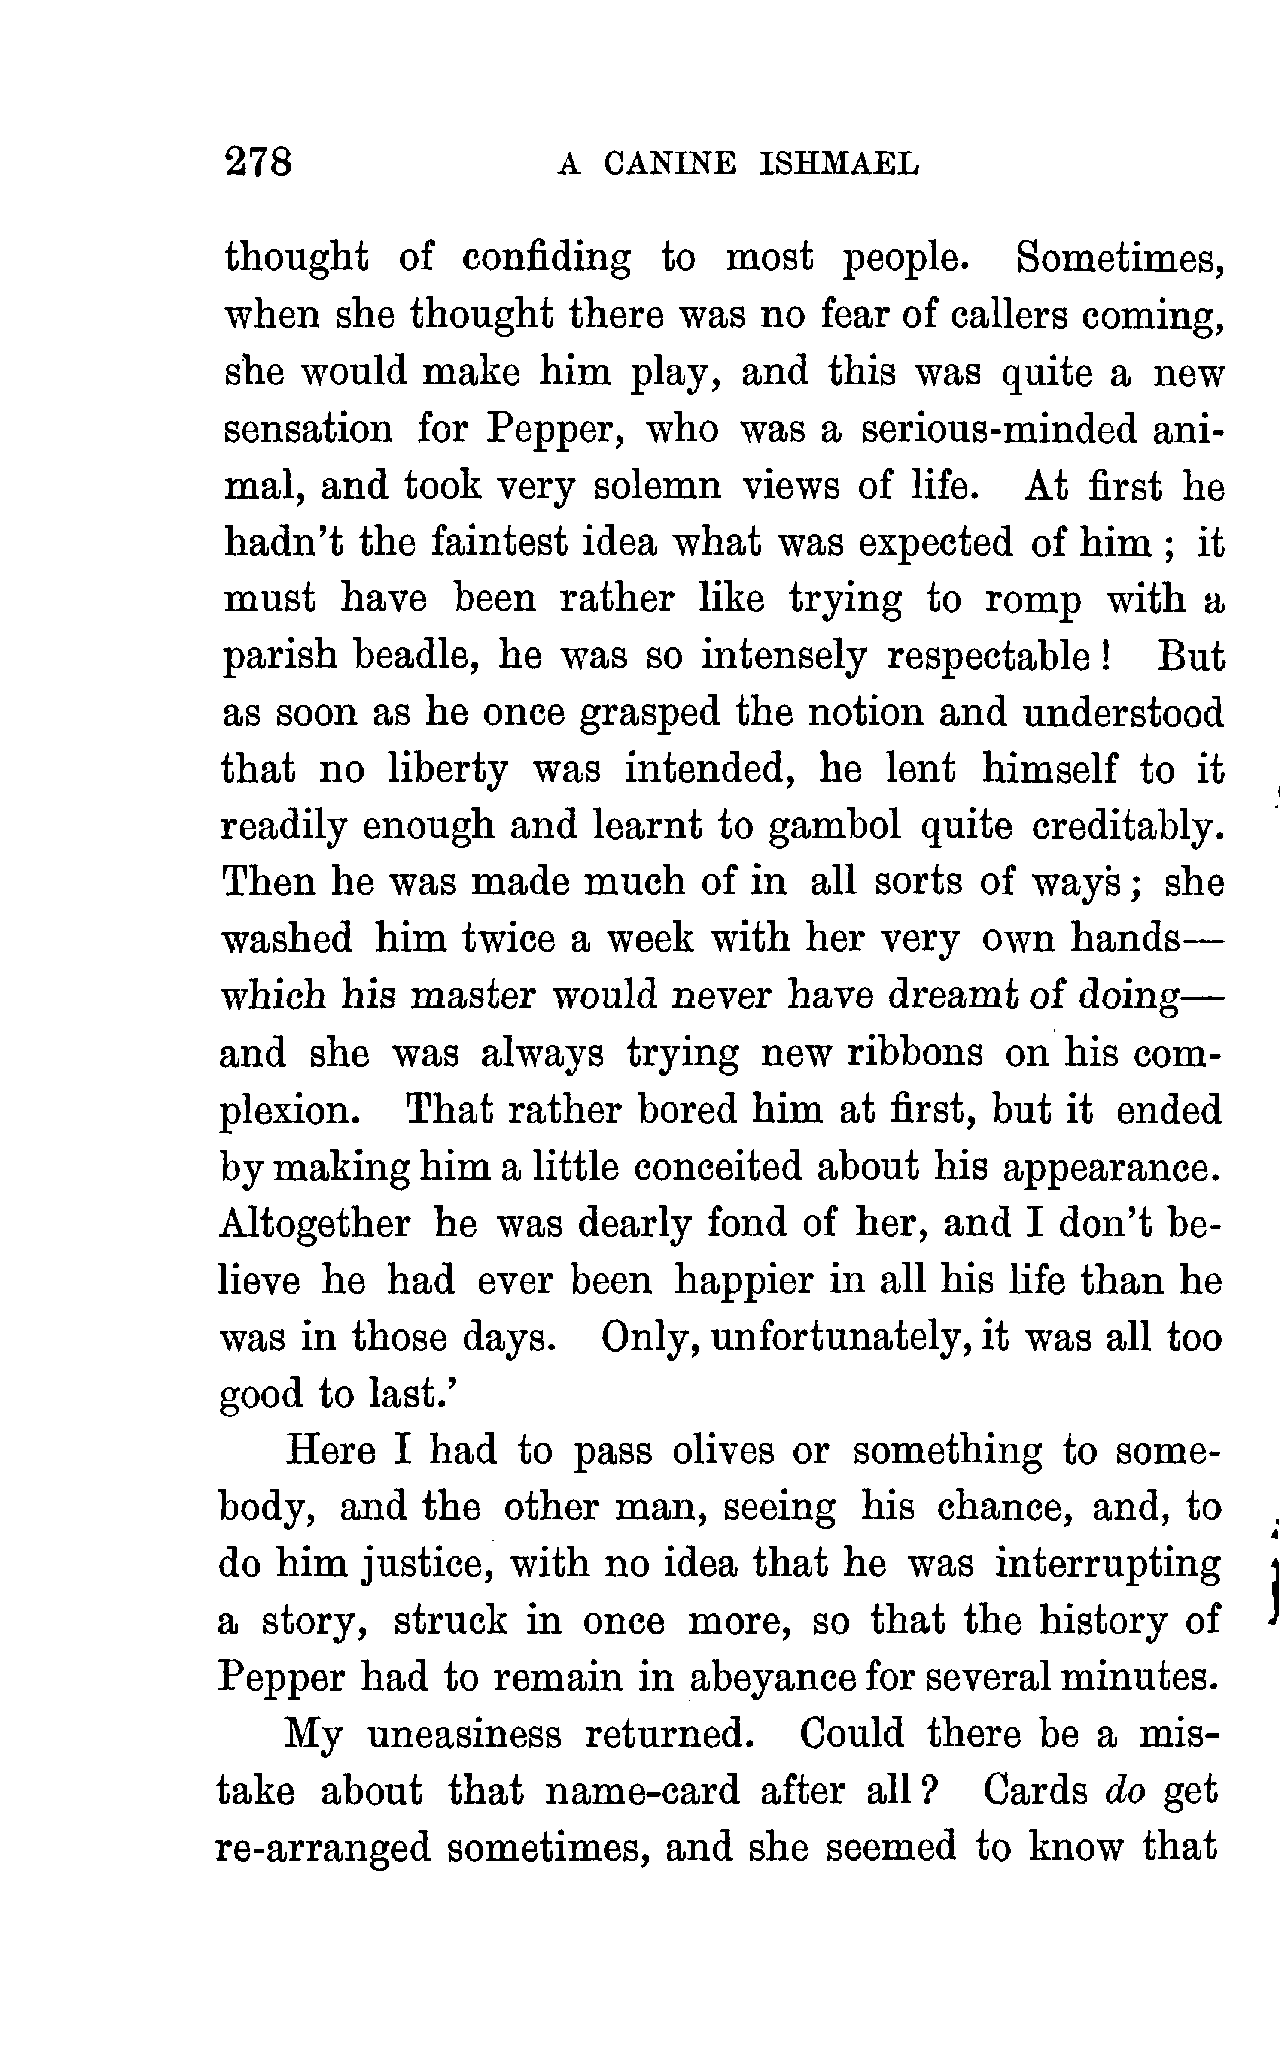 278 A CANINE ISHMAEL
thought of confiding to most people. Sometimes,
when she thought there was no fear of callers coming,
she would make him play, and this was quite a new
sensation for Pepper, who was a serious-minded ani-
mal, and took very solemn views of life. At first he
hadn't the faintest idea what was expected of him ; it
must have been rather like trying to romp with a
parish beadle, he was so intensely respectable ! But
as soon as he once grasped the notion and understood
that no liberty was intended, he lent himself to it
readily enough and learnt to gambol quite creditably.
Then he was made much of in all sorts of ways ; she
washed him twice a week with her very own hands—
which his master would never have dreamt of doing—
and she was always trying new ribbons on his com-
plexion. That rather bored him at first, but it ended
by making him a little conceited about his appearance.
Altogether he was dearly fond of her, and I don't be-
lieve he had ever been happier in all his life than he
was in those days. Only, unfortunately, it was all too
good to last.'
Here I had to pass olives or something to some-
body, and the other man, seeing his chance, and, to
do him justice, with no idea that he was interrupting
a story, struck in once more, so that the history of
Pepper had to remain in abeyance for several minutes.
My uneasiness returned. Could there be a mis-
take about that name-card after all ? Cards do get
re-arranged sometimes, and she seemed to know that